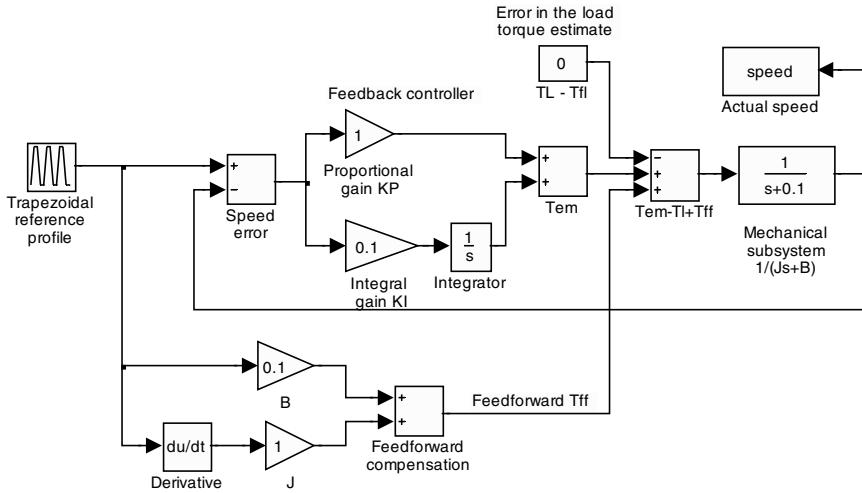 Error in the load
torque estimate
0
TL - Tfl
speed
Actual speed
Feedback controller
1
Proportional
gain KP
Trapezoidal
reference
profile
+
−
Speed
error
0.1
Integral
gain KI
1
s
Integrator
+
+
Tem
−
+
+
Tem-Tl+Tff
1
s+0.1
Mechanical
subsystem
1/(Js+B)
0.1
B
du/dt
Derivative
1
J
+
+
Feedforward
compensation
Feedforward Tff